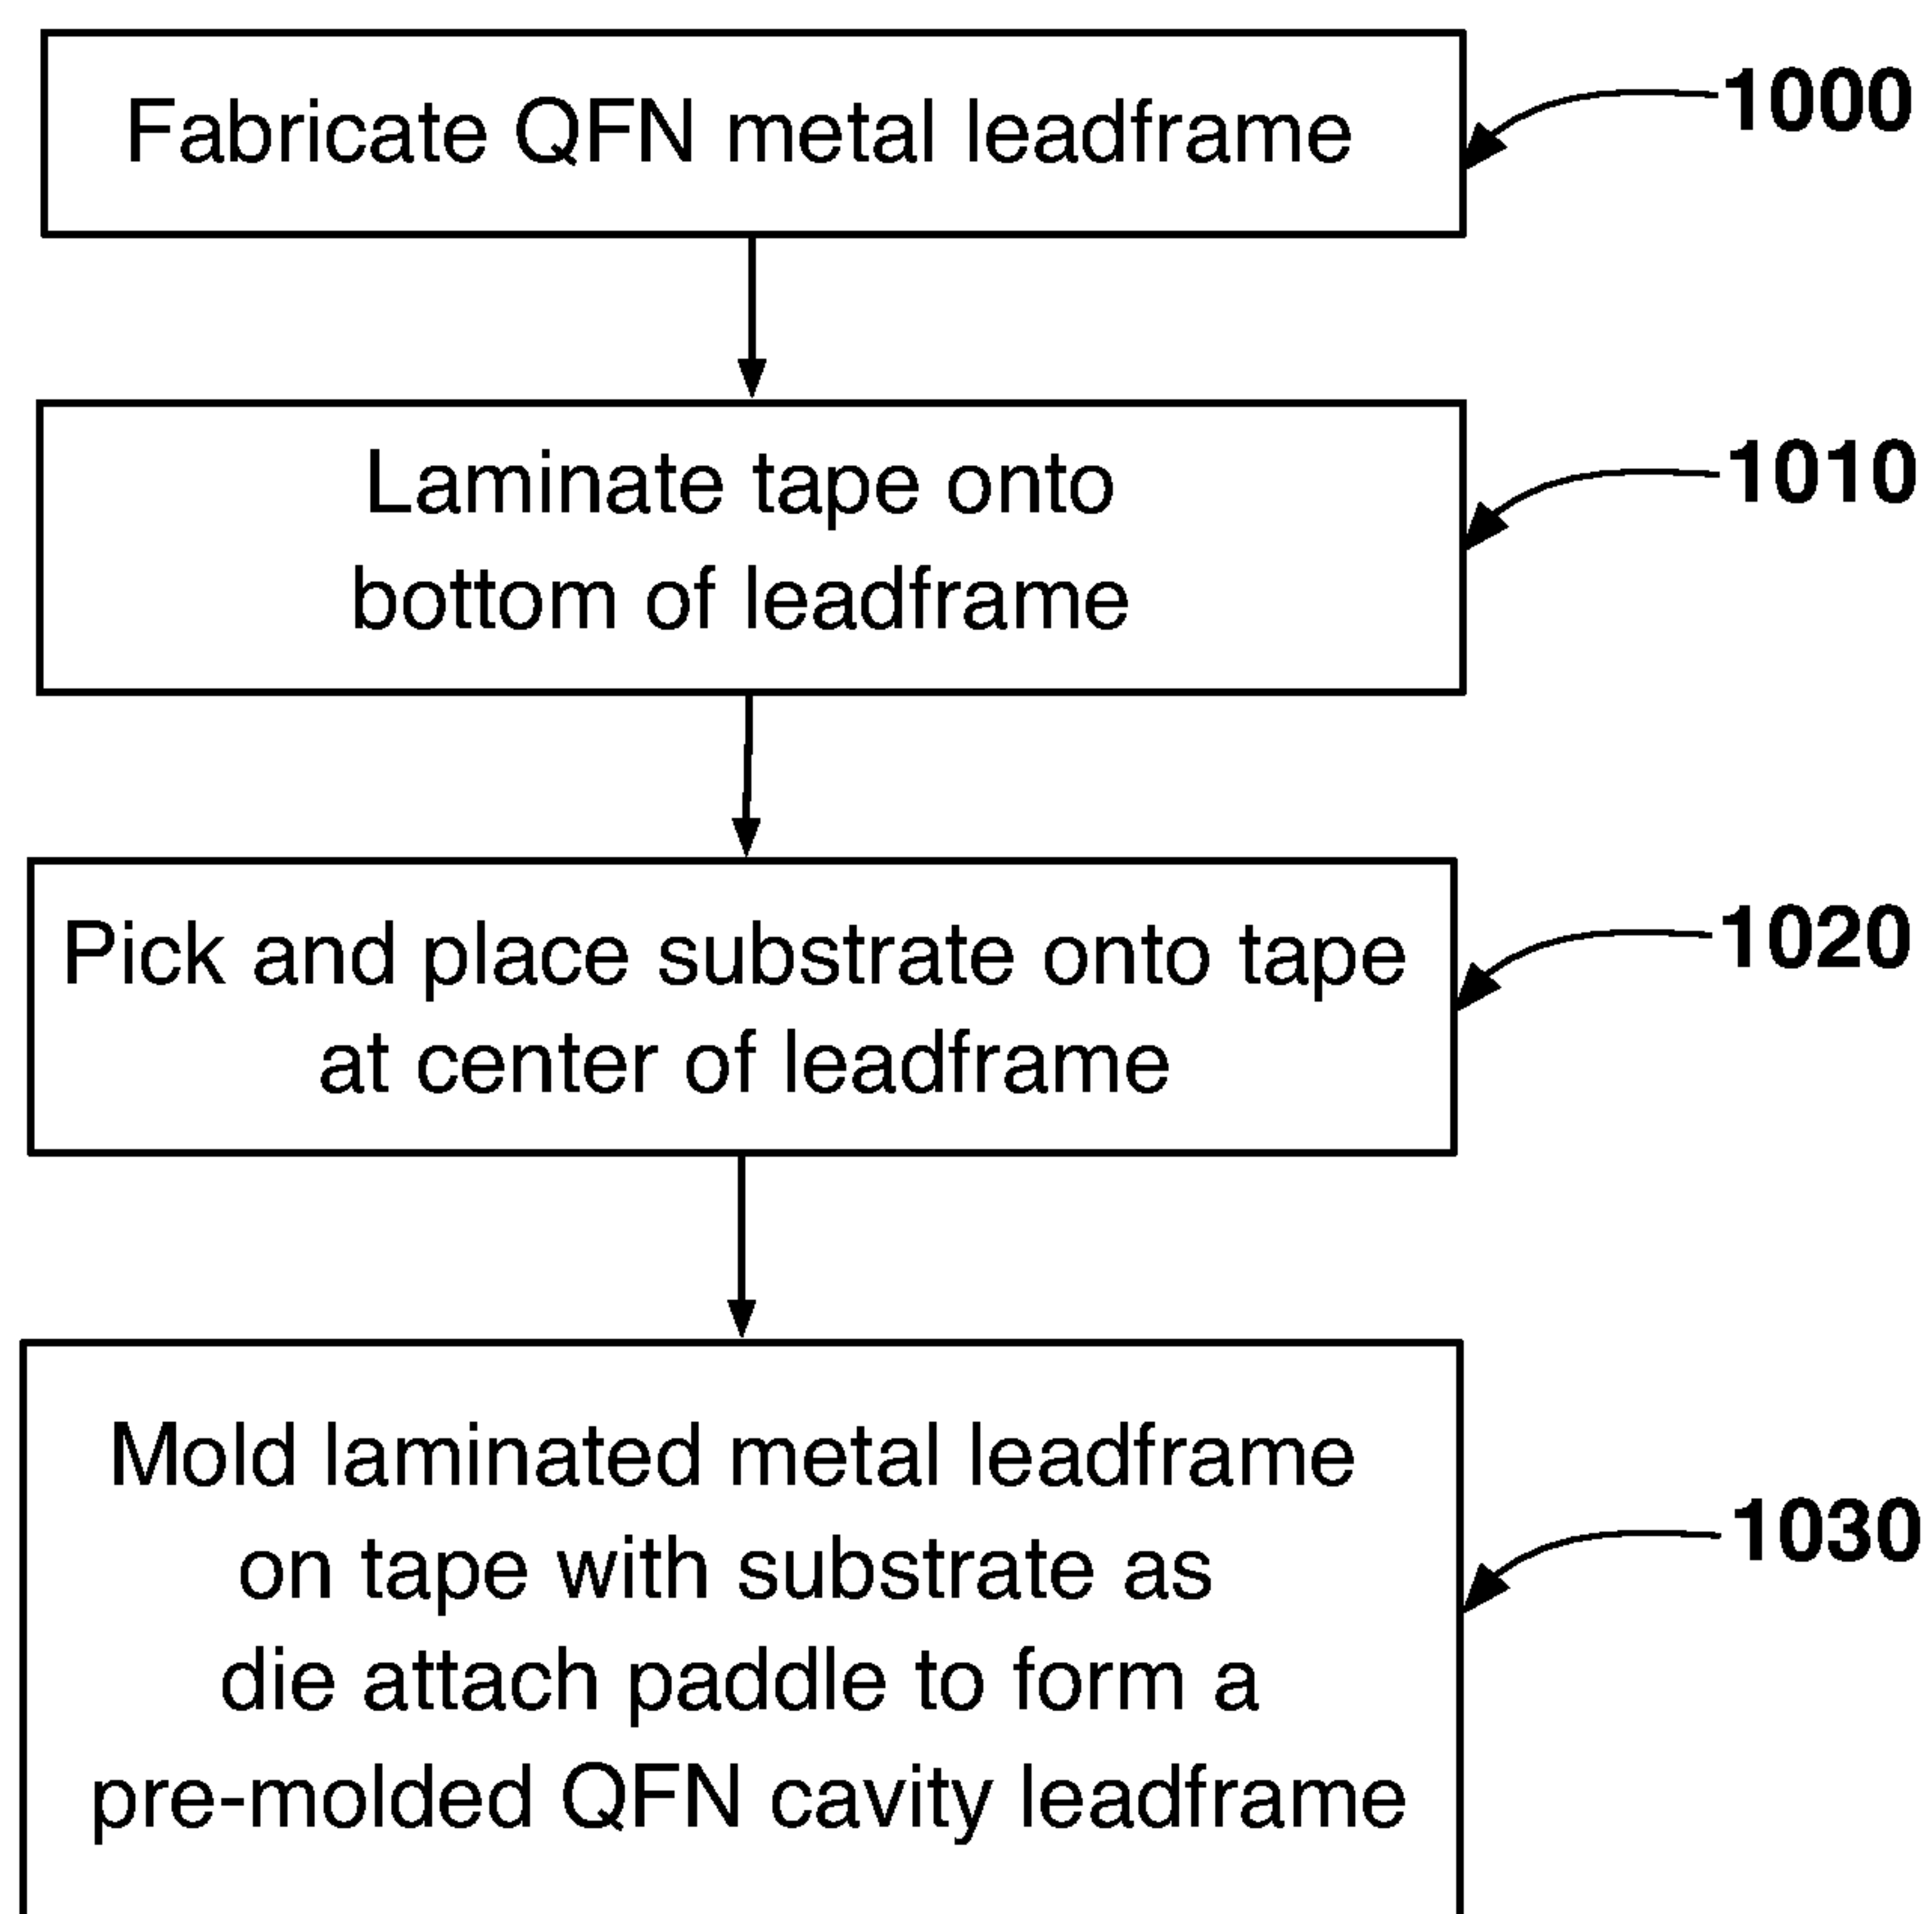 Fabricate QFN metal leadframe
1000
Laminate tape onto
bottom of leadframe
1010
Pick and place substrate onto tape
at center of leadframe
1020
Mold laminated metal leadframe
on tape with substrate as
die attach paddle to form a
pre-molded QFN cavity leadframe
1030